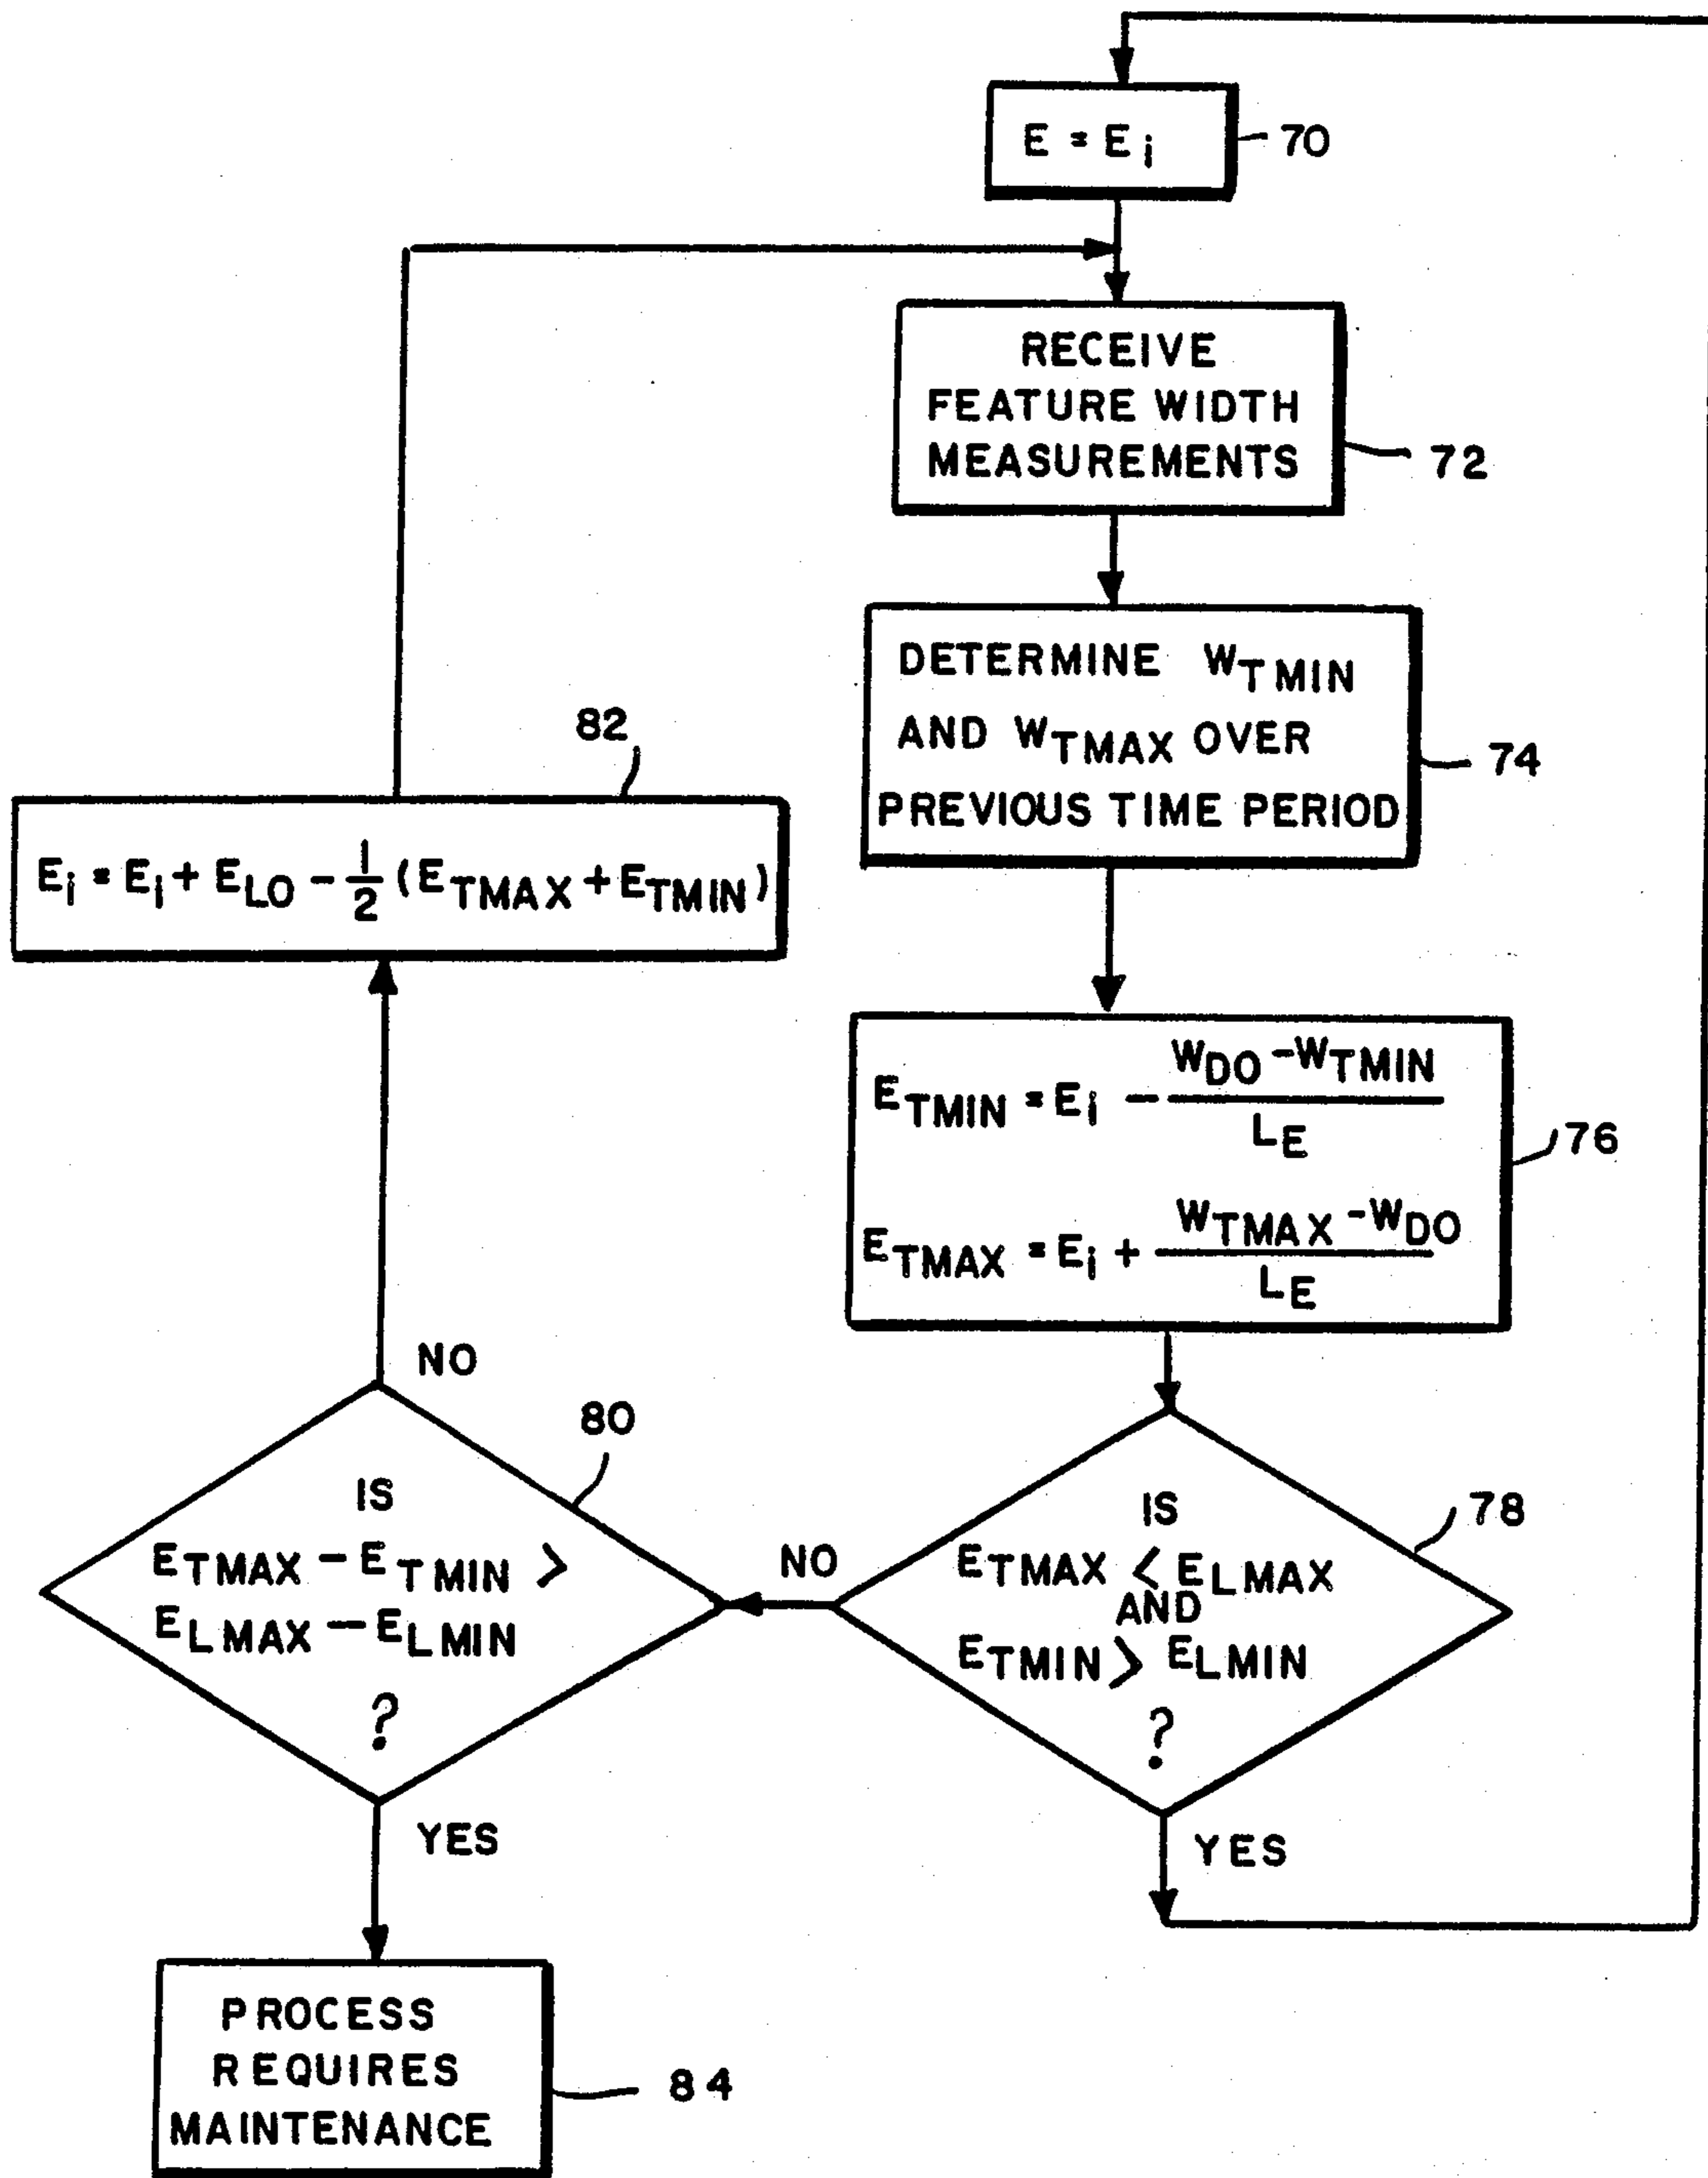 E = Ei
70
RECEIVE
FEATURE WIDTH
MEASUREMENTS
72
DETERMINE WTMIN
AND WTMAX OVER
PREVIOUS TIME PERIOD
74
82
Ei = Ei + ELO - 1/2 (ETMAX + ETMIN)
ETMIN = Ei - WDO - WTMIN / LE
ETMAX = Ei + WTMAX - WDO / LE
76
NO
80
IS
ETMAX - ETMIN >
ELMAX - ELMIN
?
NO
78
IS
ETMAX < ELMAX
AND
ETMIN > ELMIN
?
YES
YES
PROCESS
REQUIRES
MAINTENANCE
84